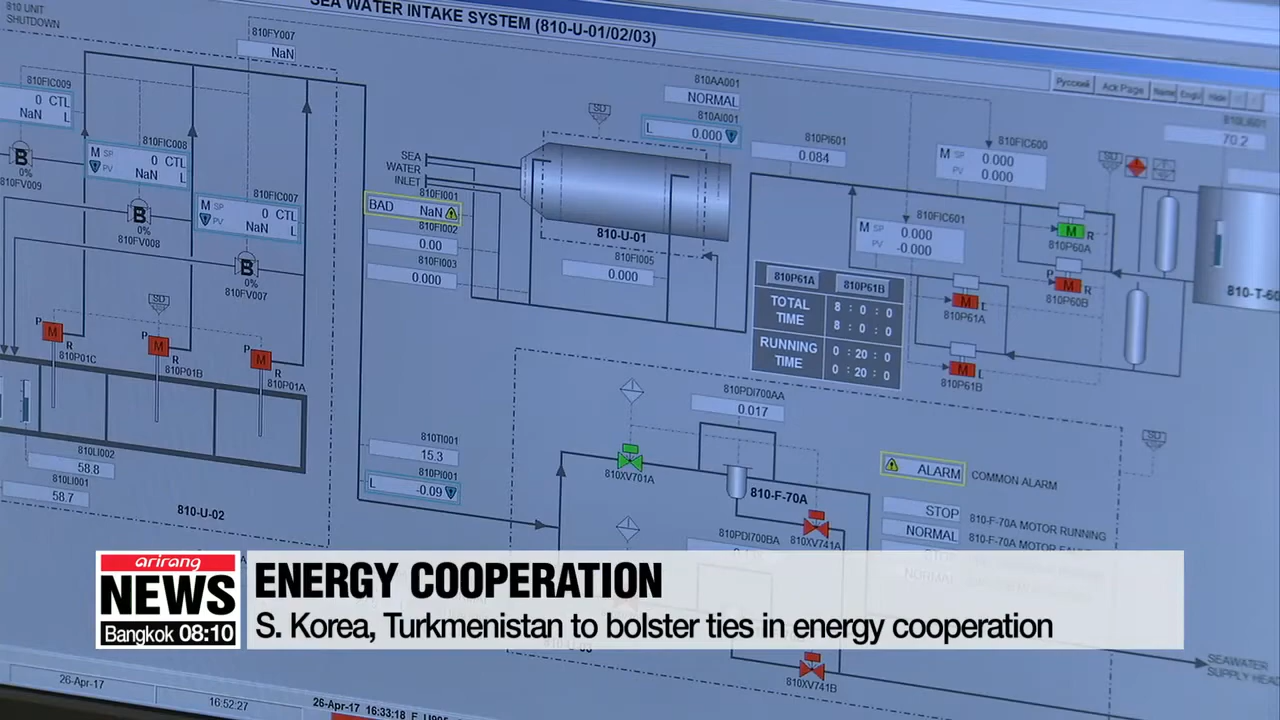 SEA WATER INTAKE SYSTEM (810-U-01/02/03)
810 UNIT
SHUTDOWN
810FY007
NaN
Русский
Ack Page
810FIC009
0 CTL
NaN L
B
0%
810FV009
810FIC008
M SP 0 CTL
PV NaN L
B
0%
810FV008
810FIC007
M SP 0 CTL
PV NaN L
B
0%
810FV007
SD
P M R
810P01C
P M R
810P01B
P M R
810P01A
810LI002
58.8
810LI001
58.7
810-U-02
SEA
WATER
INLET
810FI001
BAD NaN
810FI002
0.00
810FI003
0.000
SD
810-U-01
810FI005
0.000
810AA001
NORMAL
810AI001
L 0.000
810PI601
0.084
810FIC600
M SP 0.000
PV 0.000
810FIC601
M SP 0.000
PV -0.000
SD
70.2
M R
810P60A
P M R
810P60B
M L
810P61A
M L
810P61B
810-T-60
810P61A 810P61B
TOTAL TIME 8 : 0 : 0
8 : 0 : 0
RUNNING TIME 0 : 20 : 0
0 : 20 : 0
810TI001
15.3
810PI001
L -0.09
810PDI700AA
0.017
810XV701A
810-F-70A
810XV741A
810PDI700BA
SD
ALARM COMMON ALARM
STOP 810-F-70A MOTOR RUNNING
NORMAL
NORMAL
810XV741B
SEAWATER
SUPPLY HEAD
arirang
NEWS
Bangkok 08:10
ENERGY COOPERATION
S. Korea, Turkmenistan to bolster ties in energy cooperation
26-Apr-17
16:52:27
26-Apr-17 16:33:18